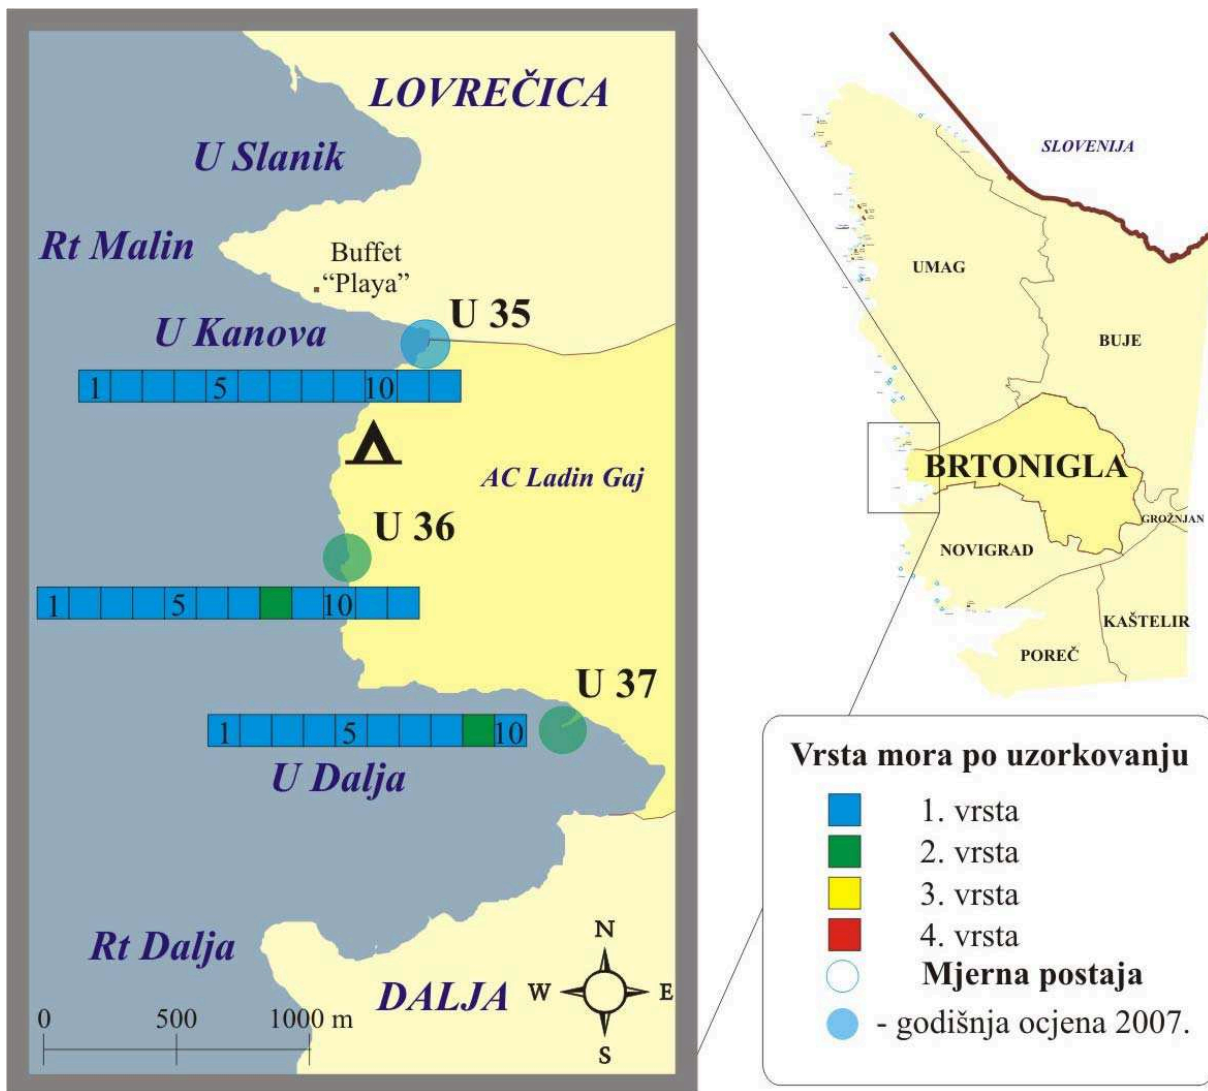 LOVREČICA
U Slanik
Rt Malin
Buffet
“Playa”
U 35
U Kanova
1 5 10
AC Ladin Gaj
U 36
1 5 10
U 37
1 5 10
U Dalja
Rt Dalja
DALJA
N
W E
S
0 500 1000 m
SLOVENIJA
UMAG
BUJE
BRTONIGLA
GROŽNJAN
NOVIGRAD
KAŠTELIR
POREČ
Vrsta mora po uzorkovanju
1. vrsta
2. vrsta
3. vrsta
4. vrsta
Mjerna postaja
- godišnja ocjena 2007.